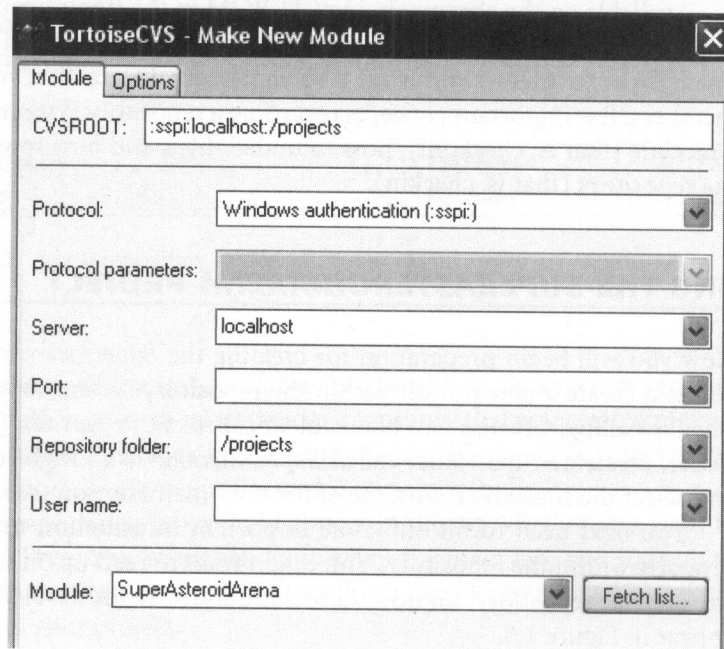 TortoiseCVS - Make New Module
Module Options
CVSROOT: :sspi:localhost:/projects
Protocol: Windows authentication (:sspi:)
Protocol parameters:
Server: localhost
Port:
Repository folder: /projects
User name:
Module: SuperAsteroidArena Fetch list...